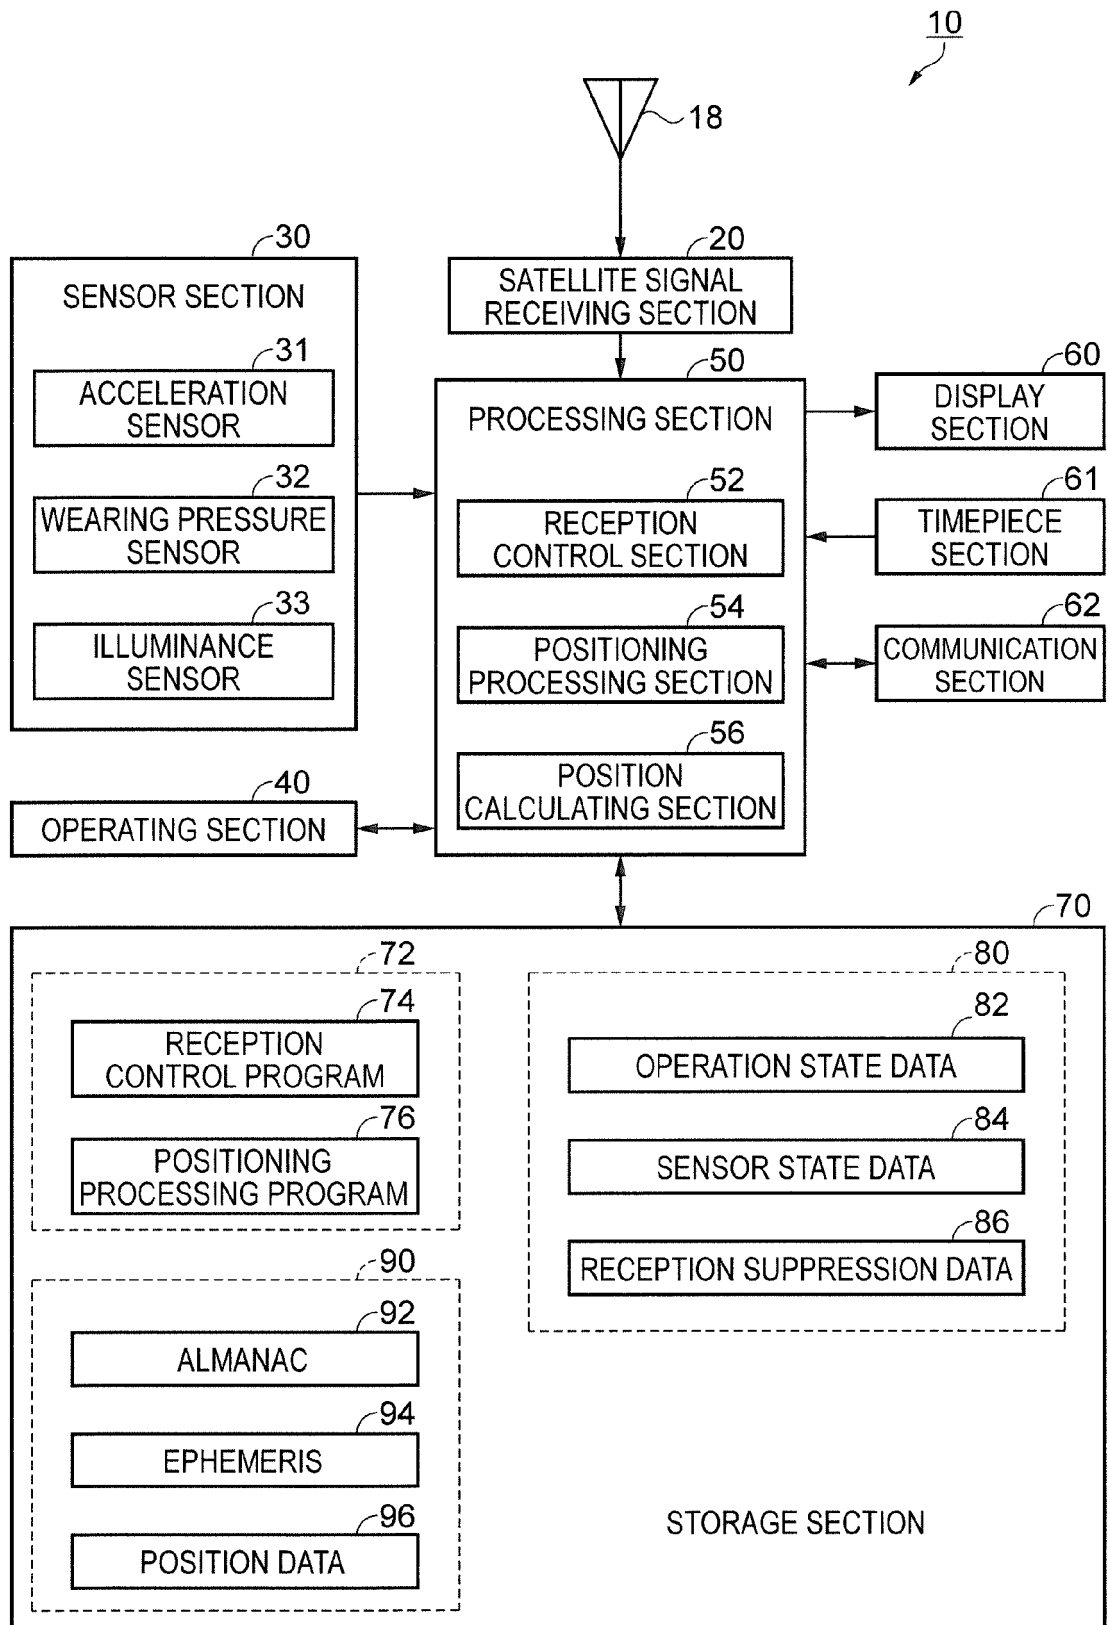 10
18
30
SENSOR SECTION
31
ACCELERATION
SENSOR
32
WEARING PRESSURE
SENSOR
33
ILLUMINANCE
SENSOR
40
OPERATING SECTION
20
SATELLITE SIGNAL
RECEIVING SECTION
50
PROCESSING SECTION
52
RECEPTION
CONTROL SECTION
54
POSITIONING
PROCESSING SECTION
56
POSITION
CALCULATING SECTION
60
DISPLAY
SECTION
61
TIMEPIECE
SECTION
62
COMMUNICATION
SECTION
70
72
74
RECEPTION
CONTROL PROGRAM
76
POSITIONING
PROCESSING PROGRAM
80
82
OPERATION STATE DATA
84
SENSOR STATE DATA
86
RECEPTION SUPPRESSION DATA
90
92
ALMANAC
94
EPHEMERIS
96
POSITION DATA
STORAGE SECTION